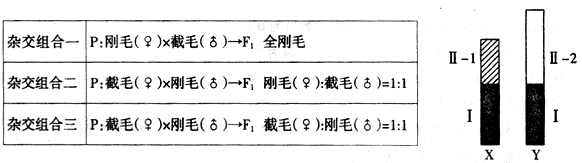 杂交组合一 P:刚毛(♀)×截毛(♂)→F₁ 全刚毛
杂交组合二 P:截毛(♀)×刚毛(♂)→F₁ 刚毛(♀):截毛(♂)=1:1
杂交组合三 P:截毛(♀)×刚毛(♂)→F₁ 截毛(♀):刚毛(♂)=1:1
Ⅱ-1 Ⅱ-2
Ⅰ Ⅰ
X Y